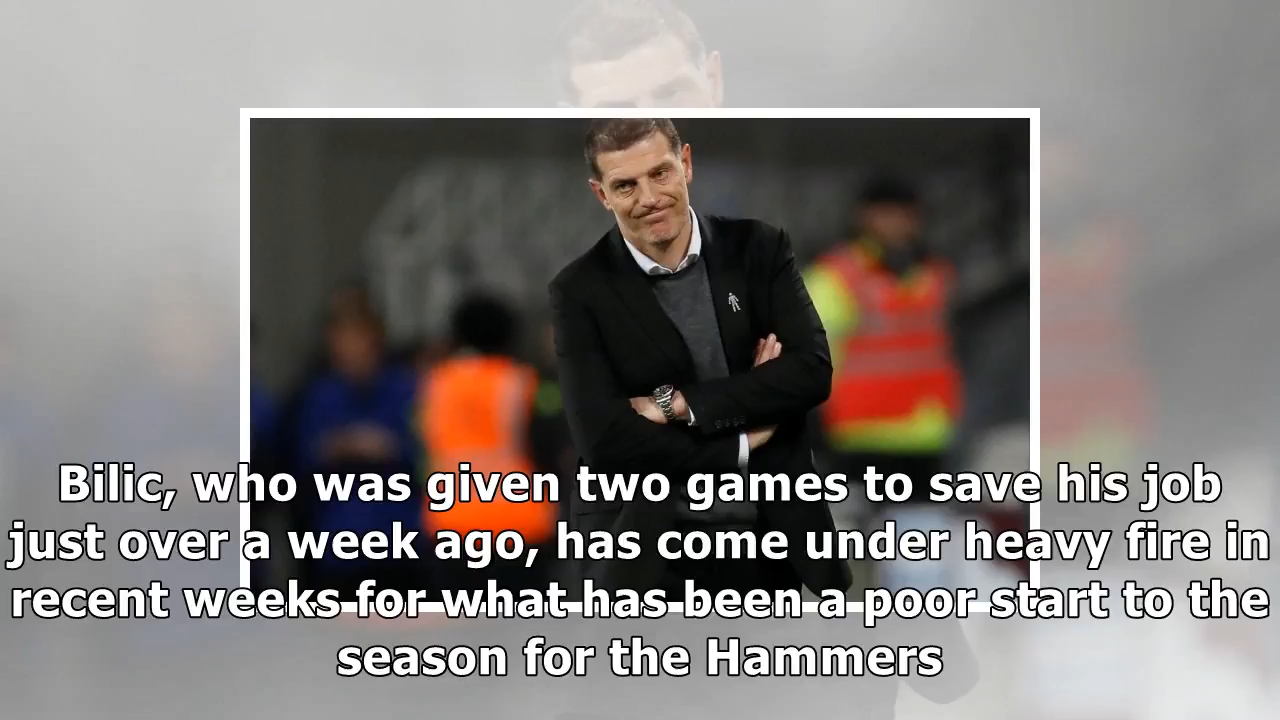 Bilic, who was given two games to save his job
just over a week ago, has come under heavy fire in
recent weeks for what has been a poor start to the
season for the Hammers